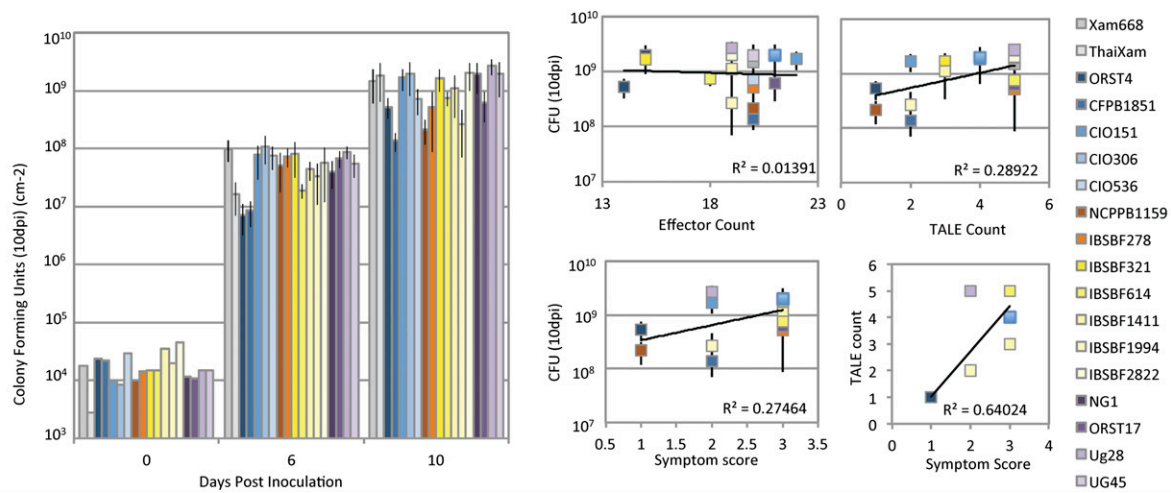 Colony Forming Units (10dpi) (cm-2)
10¹⁰
10⁹
10⁸
10⁷
10⁶
10⁵
10⁴
10³
0
6
10
Days Post Inoculation
CFU (10dpi)
10¹⁰
10⁹
10⁸
10⁷
R² = 0.01391
13
18
23
Effector Count
R² = 0.28922
0
2
4
6
TALE Count
CFU (10dpi)
10¹⁰
10⁹
10⁸
10⁷
R² = 0.27464
0.5
1
1.5
2
2.5
3
3.5
Symptom score
TALE count
6
5
4
3
2
1
0
R² = 0.64024
0
1
2
3
4
Symptom Score
Xam668
ThaiXam
ORST4
CFPB1851
CIO151
CIO306
CIO536
NCPPB1159
IBSBF278
IBSBF321
IBSBF614
IBSBF1411
IBSBF1994
IBSBF2822
NG1
ORST17
Ug28
UG45